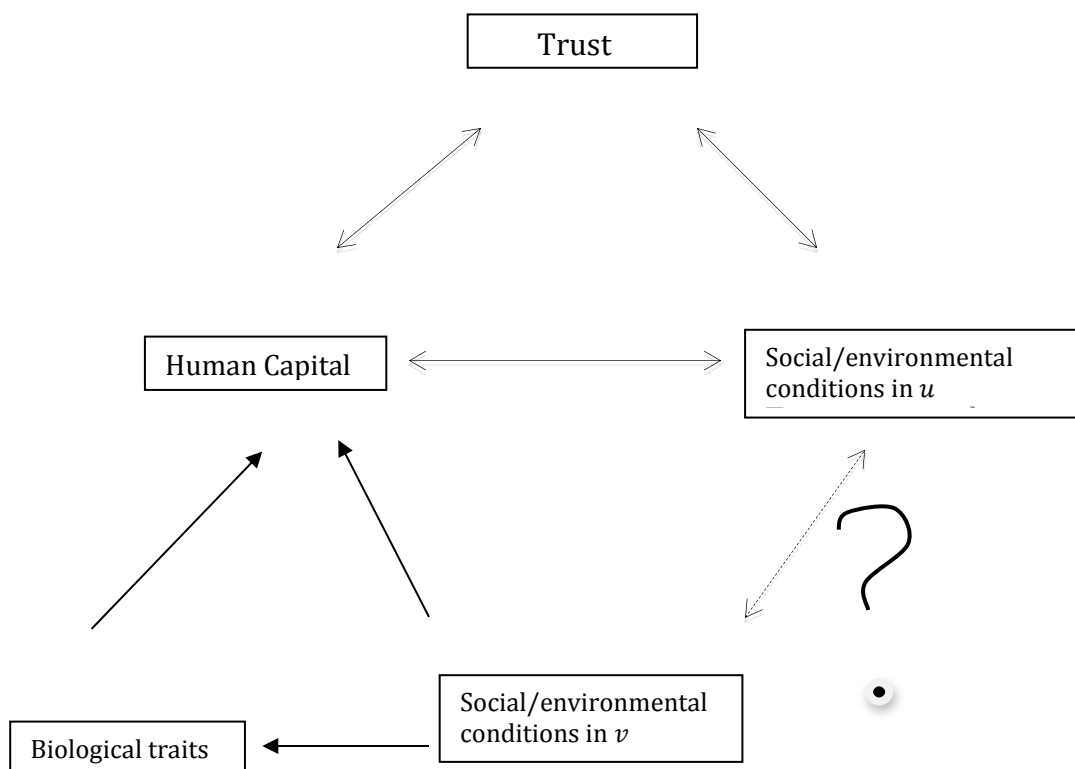 Trust
Human Capital
Social/environmental
conditions in u
Social/environmental
conditions in v
?
Biological traits